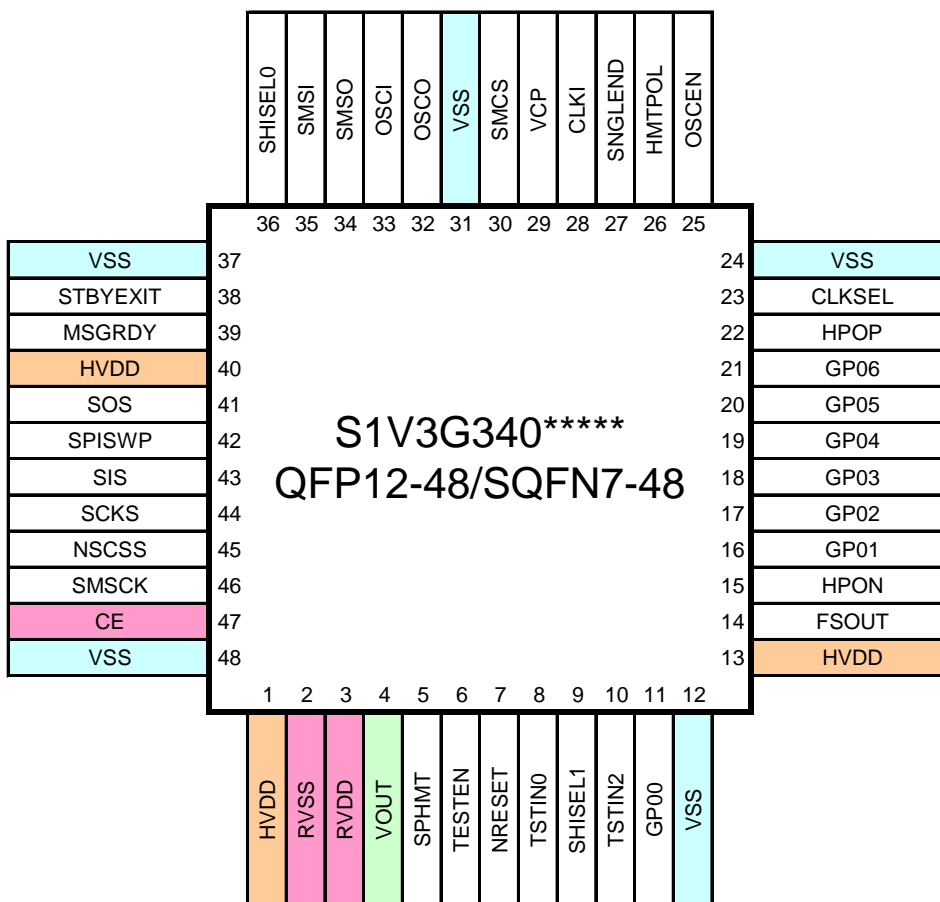 SHISEL0
SMSI
SMSO
OSCI
OSCO
VSS
SMCS
VCP
CLKI
SNGLEND
HMTPOL
OSCEN
36 35 34 33 32 31 30 29 28 27 26 25
VSS 37
STBYEXIT 38
MSGRDY 39
HVDD 40
SOS 41
SPISWP 42
SIS 43
SCKS 44
NSCSS 45
SMSCK 46
CE 47
VSS 48
S1V3G340*****
QFP12-48/SQFN7-48
24 VSS
23 CLKSEL
22 HPOP
21 GP06
20 GP05
19 GP04
18 GP03
17 GP02
16 GP01
15 HPON
14 FSOUT
13 HVDD
1 2 3 4 5 6 7 8 9 10 11 12
HVDD
RVSS
RVDD
VOUT
SPHMT
TESTEN
NRESET
TSTIN0
SHISEL1
TSTIN2
GP00
VSS